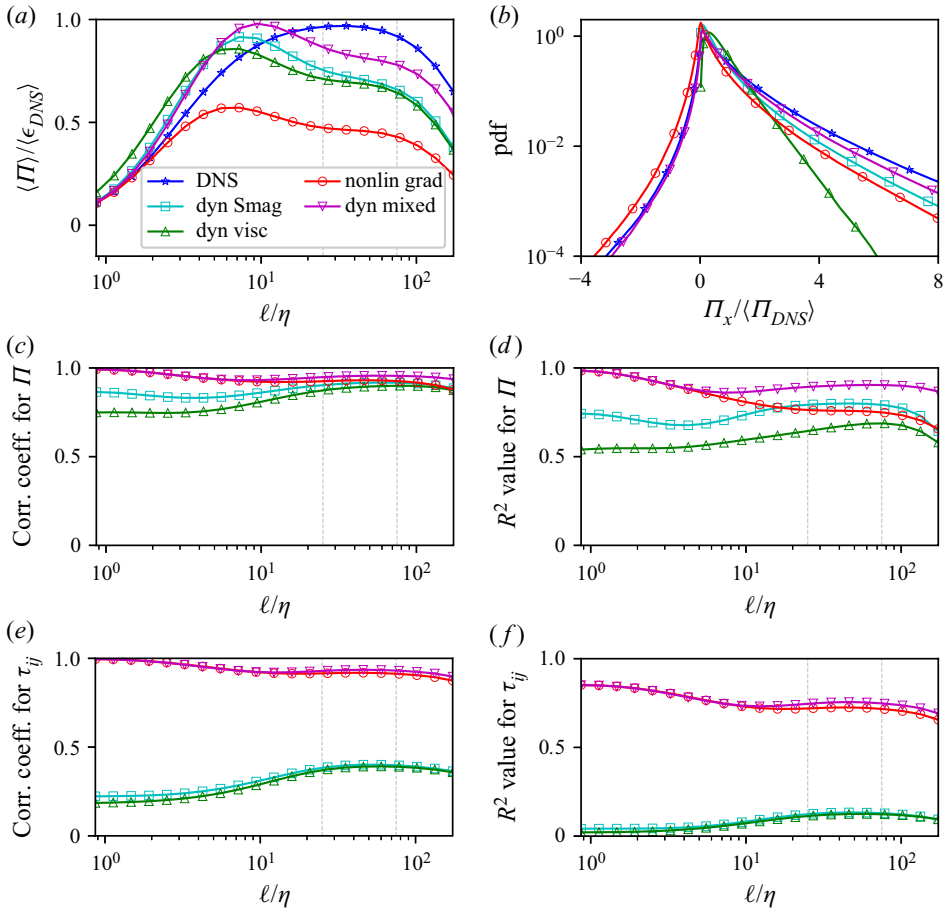 (a)
⟨Π⟩/⟨ϵ_DNS⟩
1.0
0.5
0
DNS
dyn Smag
dyn visc
nonlin grad
dyn mixed
10^0
10^1
10^2
ℓ/η
(b)
pdf
10^0
10^−2
10^−4
−4
0
4
8
Π_x/⟨Π_DNS⟩
(c)
Corr. coeff. for Π
1.0
0.5
0
10^0
10^1
10^2
ℓ/η
(d)
R^2 value for Π
1.0
0.5
0
10^0
10^1
10^2
ℓ/η
(e)
Corr. coeff. for τ_ij
1.0
0.5
0
10^0
10^1
10^2
ℓ/η
(f)
R^2 value for τ_ij
1.0
0.5
0
10^0
10^1
10^2
ℓ/η